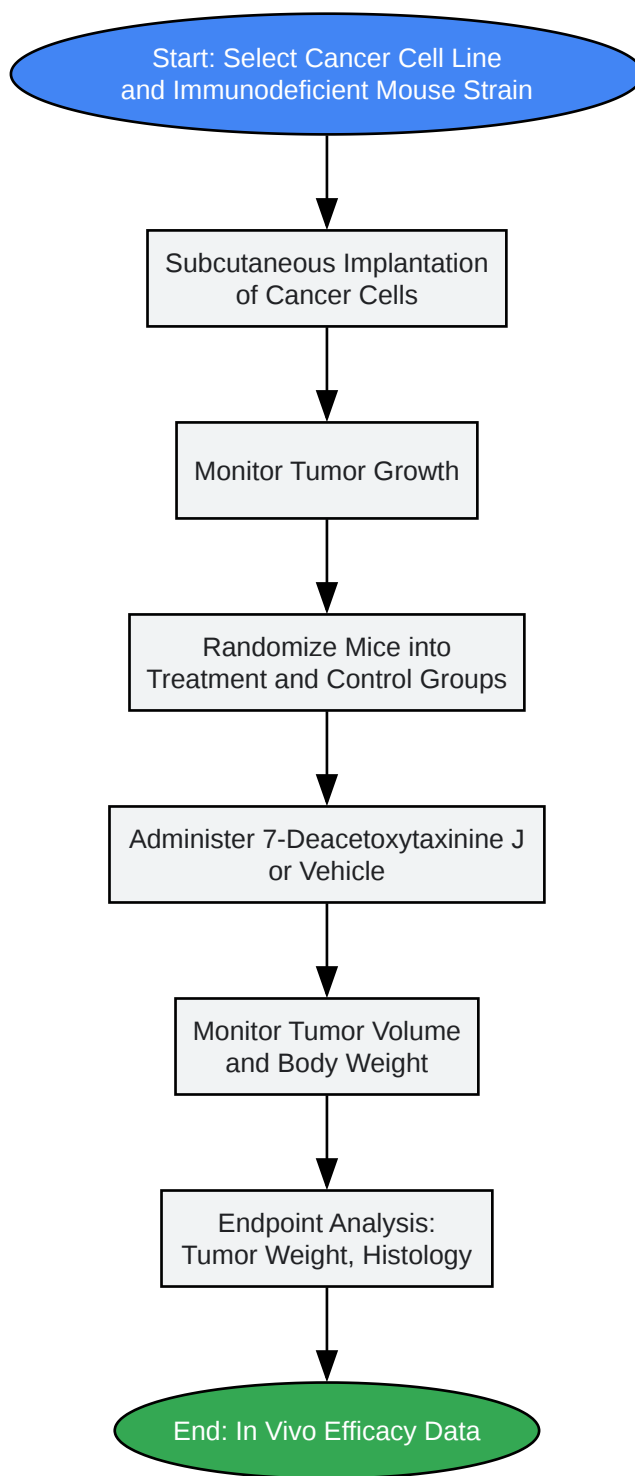 Start: Select Cancer Cell Line
and Immunodeficient Mouse Strain
Subcutaneous Implantation
of Cancer Cells
Monitor Tumor Growth
Randomize Mice into
Treatment and Control Groups
Administer 7-Deacetoxytaxinine J
or Vehicle
Monitor Tumor Volume
and Body Weight
Endpoint Analysis:
Tumor Weight, Histology
End: In Vivo Efficacy Data